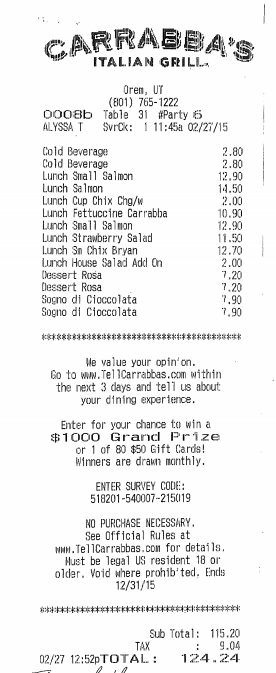 CARRABBA'S
ITALIAN GRILL
Orem, UT
(801) 765-1222
0008b Table 31 #Party 6
ALYSSA T SvrCk: 1 11:45a 02/27/15
Cold Beverage 2.80
Cold Beverage 2.80
Lunch Small Salmon 12.90
Lunch Salmon 14.50
Lunch Cup Chix Chg/w 2.00
Lunch Fettuccine Carrabba 10.90
Lunch Small Salmon 12.90
Lunch Strawberry Salad 11.50
Lunch Sm Chix Bryan 12.70
Lunch House Salad Add On 2.00
Dessert Rosa 7.20
Dessert Rosa 7.20
Sogno di Cioccolata 7.90
Sogno di Cioccolata 7.90
****************************************
We value your opinion.
Go to www.TellCarrabbas.com within
the next 3 days and tell us about
your dining experience.
Enter for your chance to win a
$1000 Grand Prize
or 1 of 80 $50 Gift Cards!
Winners are drawn monthly.
ENTER SURVEY CODE:
518201-540007-215019
NO PURCHASE NECESSARY.
See Official Rules at
www.TellCarrabbas.com for details.
Must be legal US resident 18 or
older. Void where prohibited. Ends
12/31/15
****************************************
Sub Total: 115.20
TAX : 9.04
02/27 12:52pTOTAL: 124.24